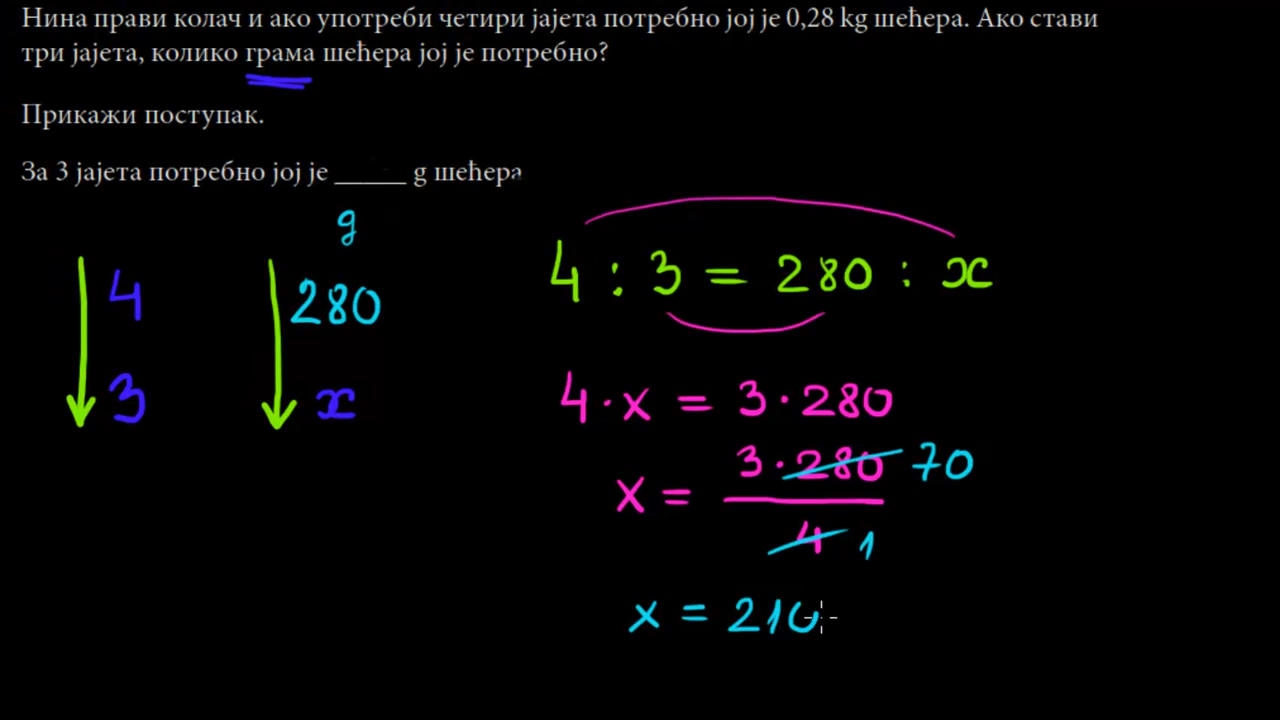 Нина прави колач и ако употреби четири јајета потребно јој је 0,28 kg шећера. Ако стави
три јајета, колико грама шећера јој је потребно?
Прикажи поступак.
За 3 јајета потребно јој је ______ g шећера
g
4 280
3 x
4 : 3 = 280 : x
4 · x = 3 · 280
3 · 280 70
x =
4 1
x = 210